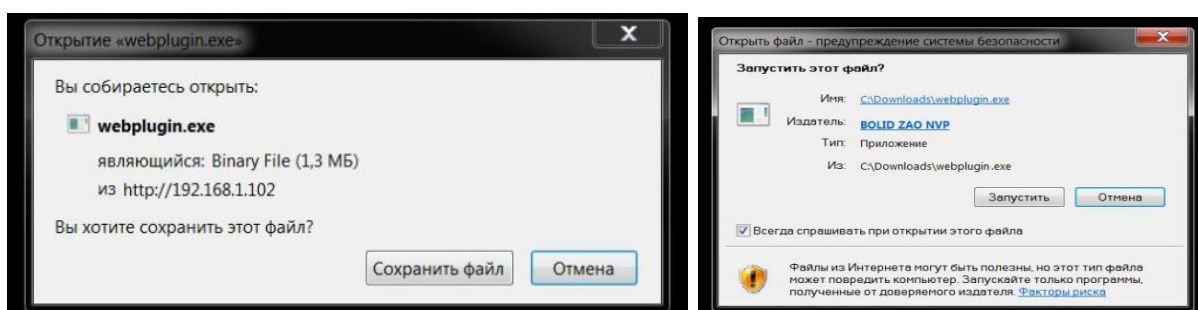 Открытие «webplugin.exe»
X
Вы собираетесь открыть:
webplugin.exe
являющийся: Binary File (1,3 МБ)
из http://192.168.1.102
Вы хотите сохранить этот файл?
Сохранить файл
Отмена
Открыть файл - предупреждение системы безопасности
X
Запустить этот файл?
Имя: C:\Downloads\webplugin.exe
Издатель: BOLID ZAO NVP
Тип: Приложение
Из: C:\Downloads\webplugin.exe
Запустить
Отмена
Всегда спрашивать при открытии этого файла
Файлы из Интернета могут быть полезны, но этот тип файла
может повредить компьютер. Запускайте только программы,
полученные от доверяемого издателя. Факторы риска